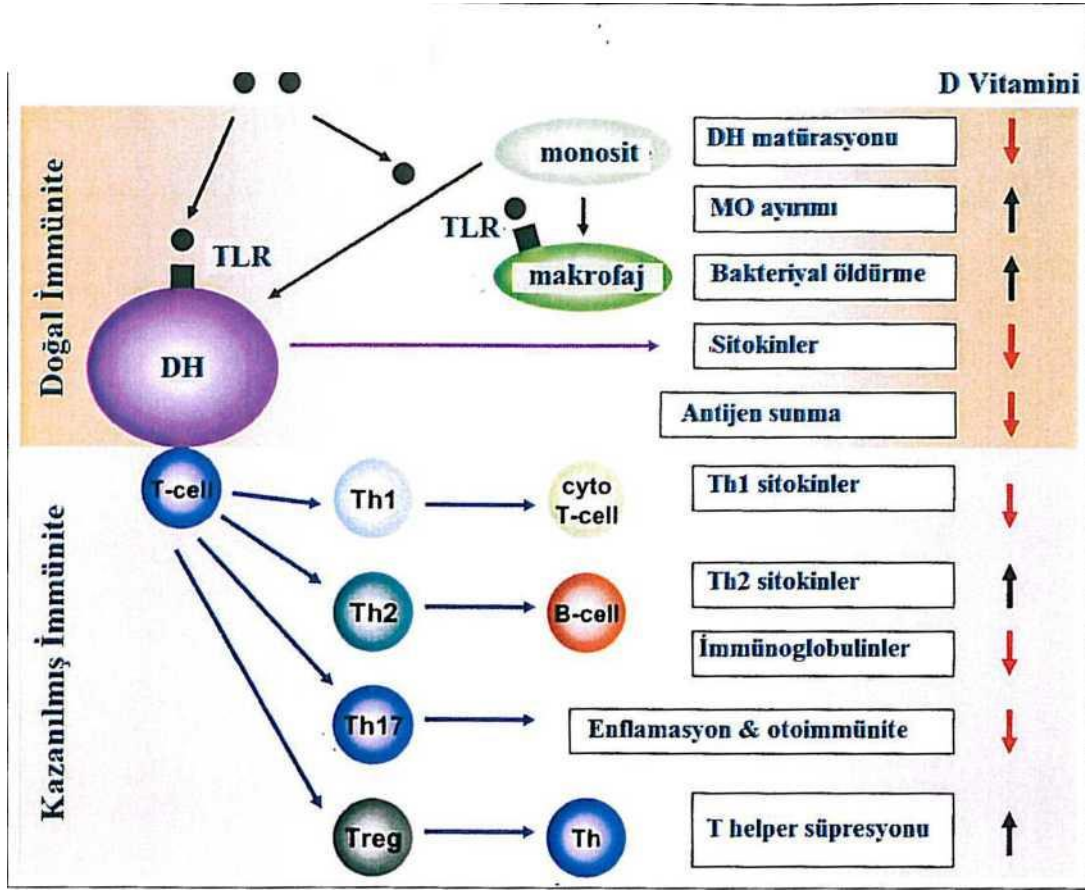 D Vitamini
Doğal İmmünite
monosit
DH matürasyonu
MO ayırımı
TLR
TLR
makrofaj
Bakteriyal öldürme
DH
Sitokinler
Antijen sunma
Kazanılmış İmmünite
T-cell
Th1
cyto
T-cell
Th1 sitokinler
Th2
B-cell
Th2 sitokinler
İmmünoglobulinler
Th17
Enflamasyon & otoimmünite
Treg
Th
T helper süpresyonu